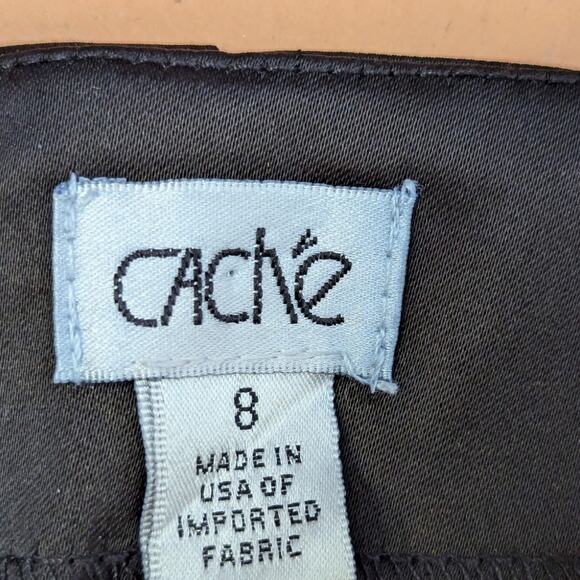 CAChé
8
MADE IN
USA OF
IMPORTED
FABRIC